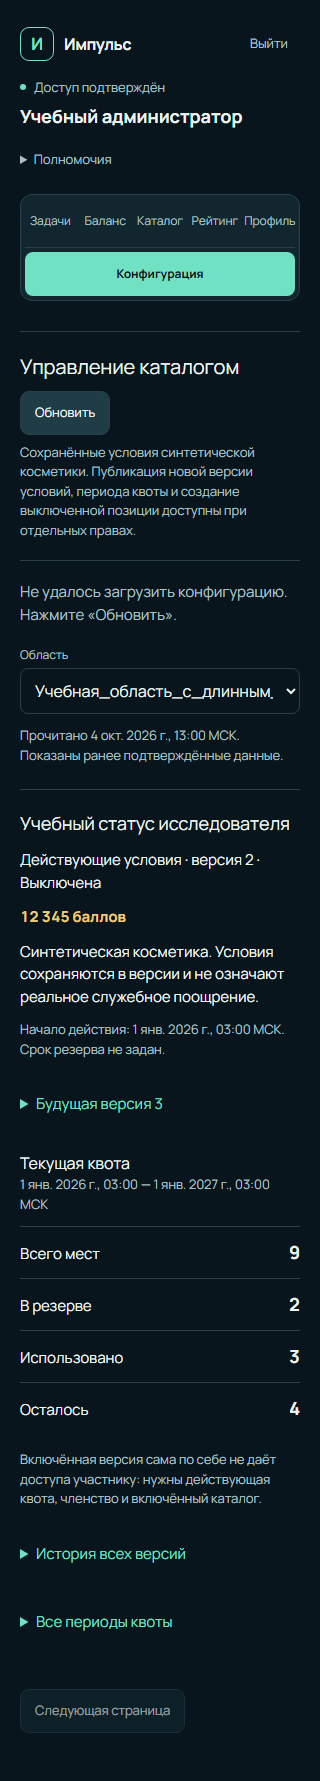 И Импульс Выйти
Доступ подтверждён
Учебный администратор
Полномочия
Задачи Баланс Каталог Рейтинг Профиль
Конфигурация
Управление каталогом
Обновить
Сохранённые условия синтетической
косметики. Публикация новой версии
условий, периода квоты и создание
выключенной позиции доступны при
отдельных правах.
Не удалось загрузить конфигурацию.
Нажмите «Обновить».
Область
Учебная_область_с_длинным_
Прочитано 4 окт. 2026 г., 13:00 МСК.
Показаны ранее подтверждённые данные.
Учебный статус исследователя
Действующие условия · версия 2 ·
Выключена
12 345 баллов
Синтетическая косметика. Условия
сохраняются в версии и не означают
реальное служебное поощрение.
Начало действия: 1 янв. 2026 г., 03:00 МСК.
Срок резерва не задан.
Будущая версия 3
Текущая квота
1 янв. 2026 г., 03:00 — 1 янв. 2027 г., 03:00
МСК
Всего мест 9
В резерве 2
Использовано 3
Осталось 4
Включённая версия сама по себе не даёт
доступа участнику: нужны действующая
квота, членство и включённый каталог.
История всех версий
Все периоды квоты
Следующая страница